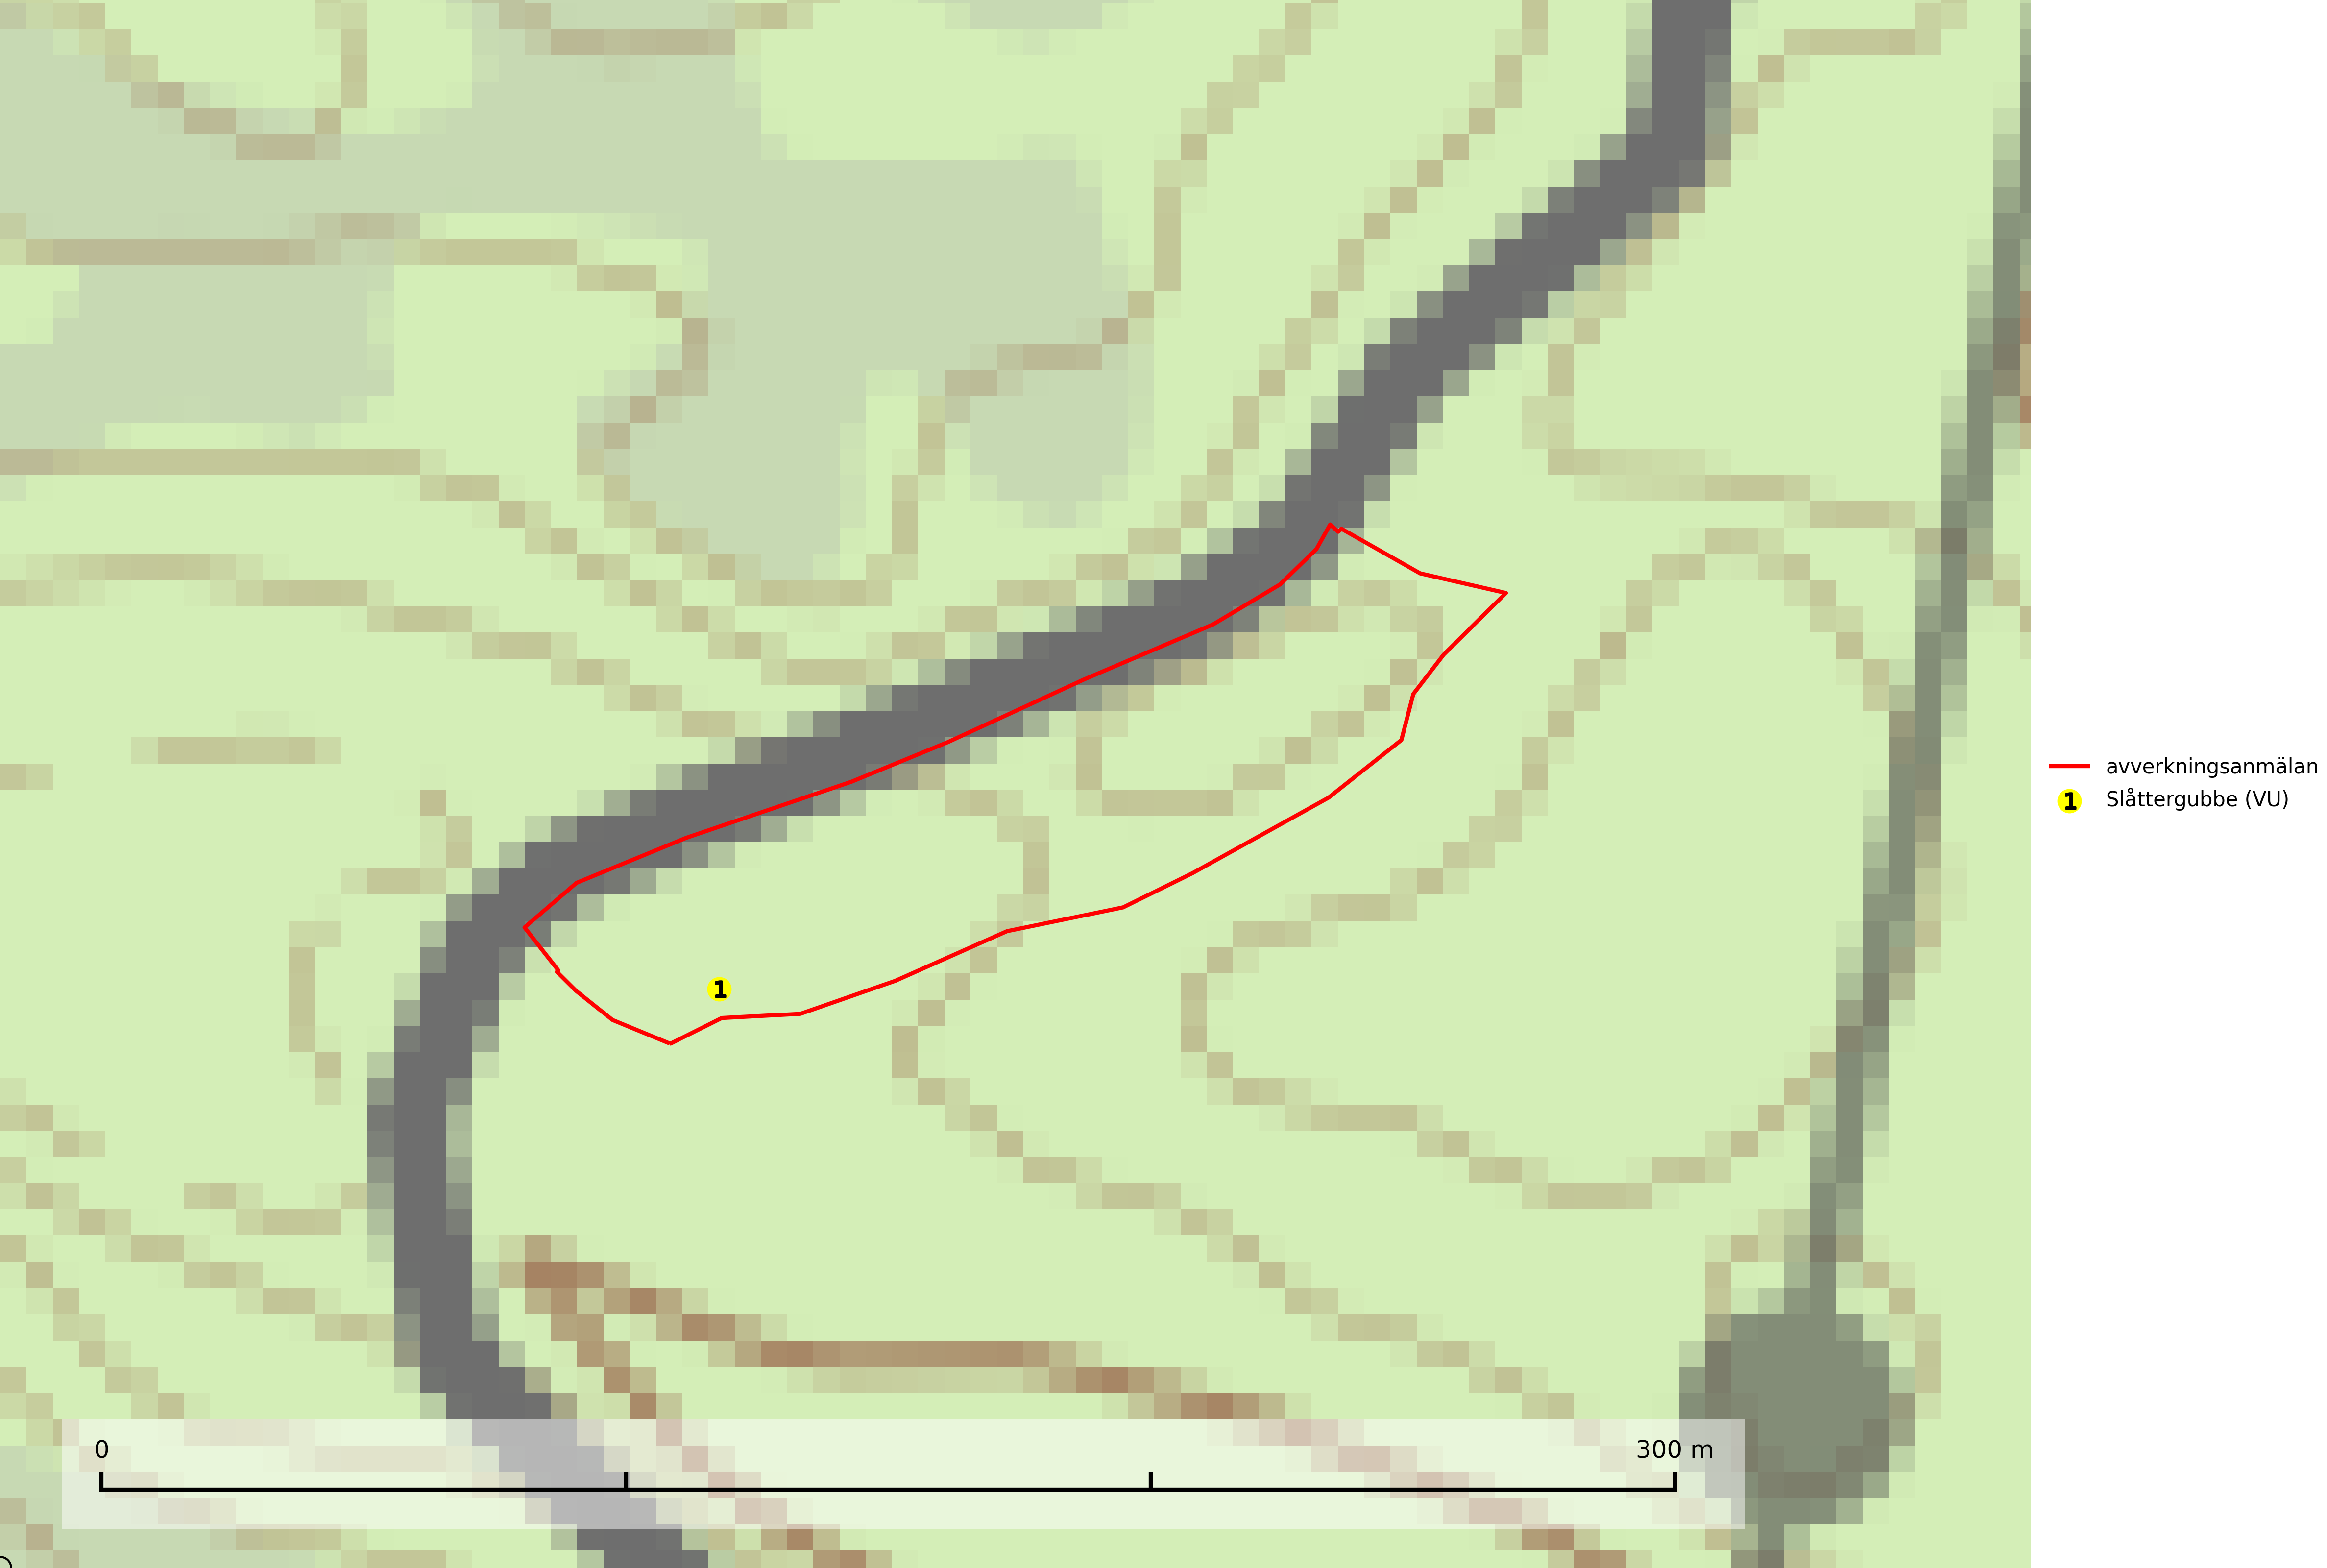 avverkningsanmälan
1 Slåttergubbe (VU)
1
0 300 m